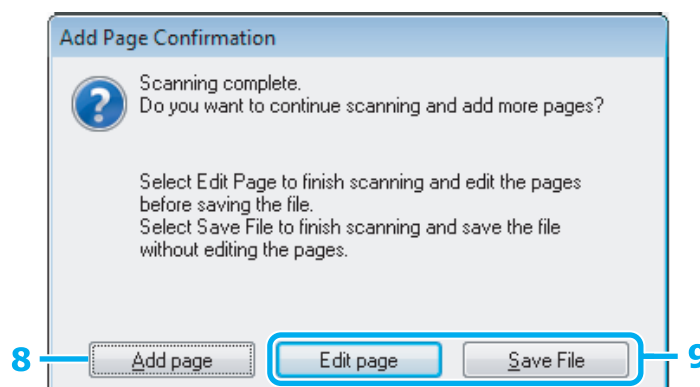 Add Page Confirmation
Scanning complete.
Do you want to continue scanning and add more pages?
Select Edit Page to finish scanning and edit the pages
before saving the file.
Select Save File to finish scanning and save the file
without editing the pages.
8 Add page Edit page Save File 9